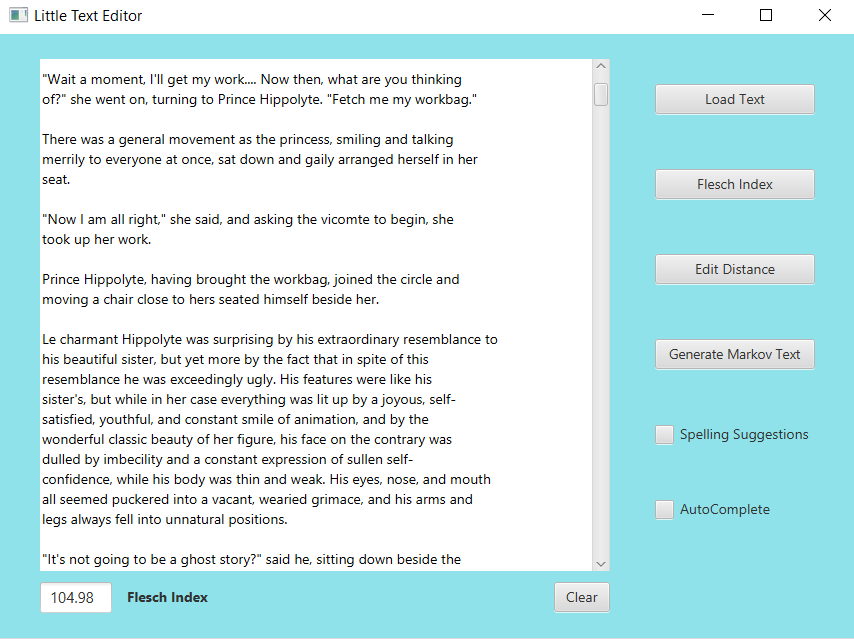 Little Text Editor
"Wait a moment, I'll get my work.... Now then, what are you thinking
of?" she went on, turning to Prince Hippolyte. "Fetch me my workbag."
There was a general movement as the princess, smiling and talking
merrily to everyone at once, sat down and gaily arranged herself in her
seat.
"Now I am all right," she said, and asking the vicomte to begin, she
took up her work.
Prince Hippolyte, having brought the workbag, joined the circle and
moving a chair close to hers seated himself beside her.
Le charmant Hippolyte was surprising by his extraordinary resemblance to
his beautiful sister, but yet more by the fact that in spite of this
resemblance he was exceedingly ugly. His features were like his
sister's, but while in her case everything was lit up by a joyous, self-
satisfied, youthful, and constant smile of animation, and by the
wonderful classic beauty of her figure, his face on the contrary was
dulled by imbecility and a constant expression of sullen self-
confidence, while his body was thin and weak. His eyes, nose, and mouth
all seemed puckered into a vacant, wearied grimace, and his arms and
legs always fell into unnatural positions.
"It's not going to be a ghost story?" said he, sitting down beside the
104.98 Flesch Index
Clear
Load Text
Flesch Index
Edit Distance
Generate Markov Text
Spelling Suggestions
AutoComplete